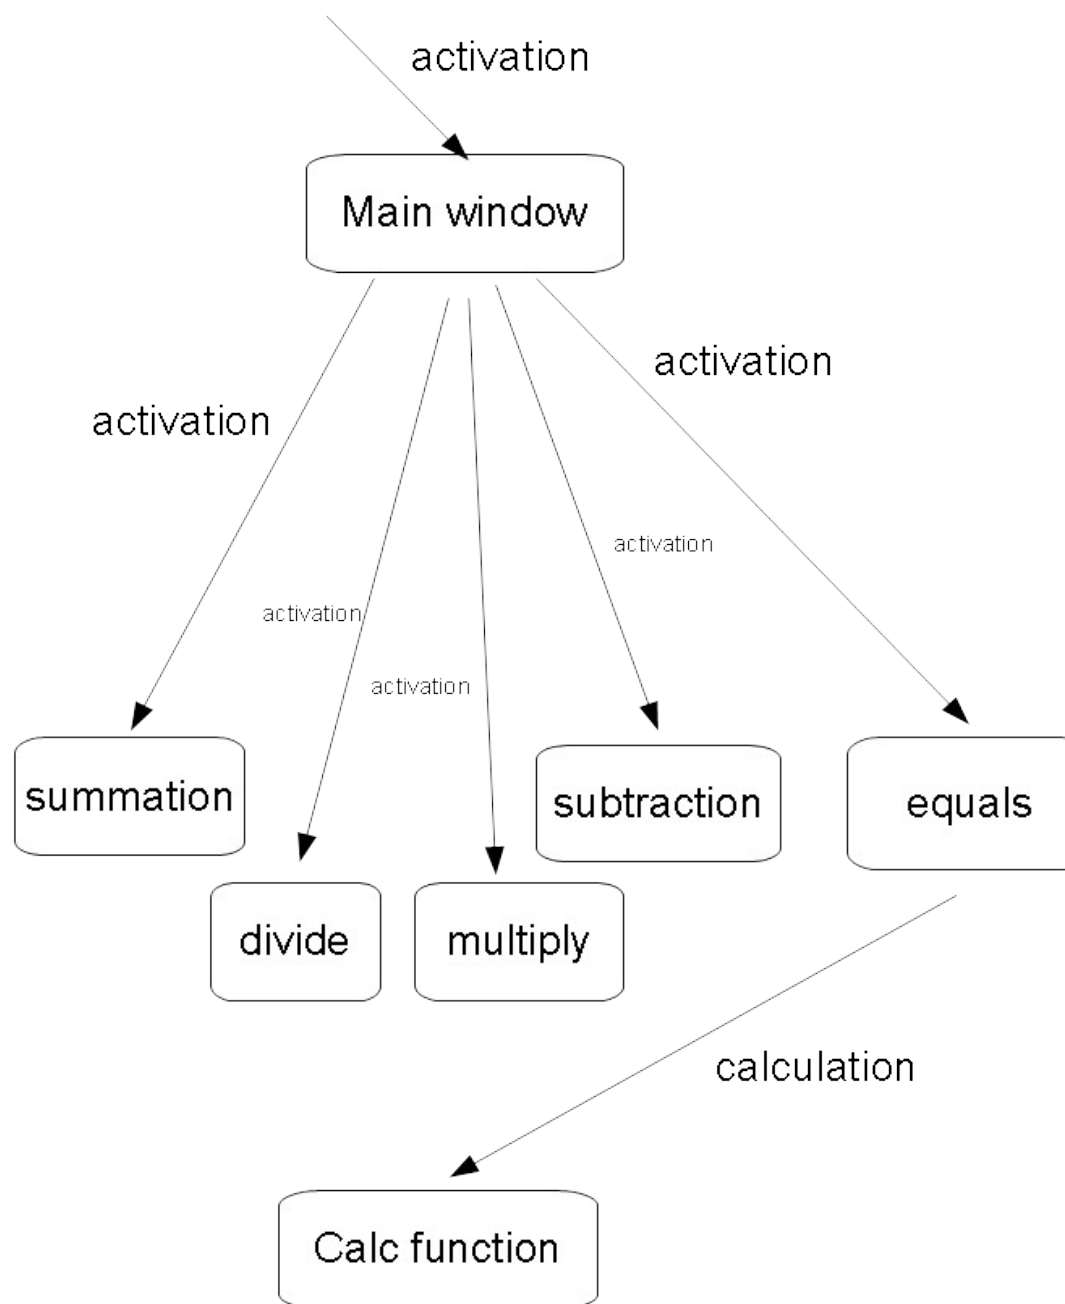 activation
Main window
activation
activation
activation
activation
activation
summation
subtraction
equals
divide
multiply
calculation
Calc function